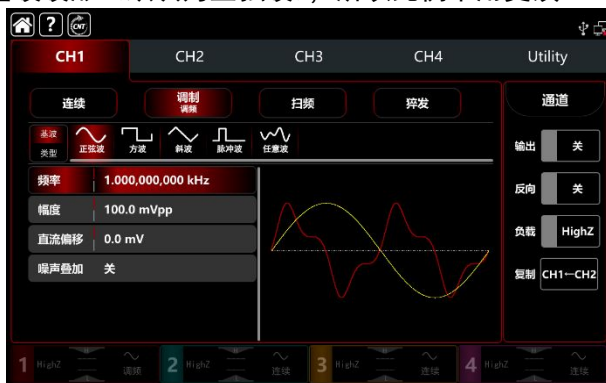 ? CNT
CH1 CH2 CH3 CH4 Utility
连续 调制 扫频 猝发 通道
调频
基波
类型 正弦波 方波 斜波 脉冲波 任意波
输出 关
频率 1.000,000,000 kHz
反向 关
幅度 100.0 mVpp
直流偏移 0.0 mV
负载 HighZ
噪声叠加 关
复制 CH1←CH2
1 HighZ 调频 2 HighZ 连续 3 HighZ 连续 4 HighZ 连续